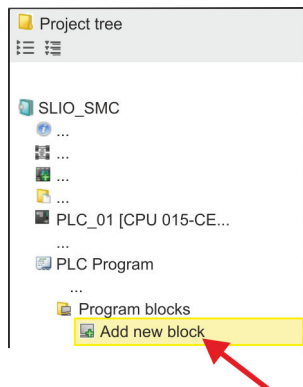 Project tree
SLIO_SMC
...
...
...
...
PLC_01 [CPU 015-CE...
...
PLC Program
...
Program blocks
Add new block